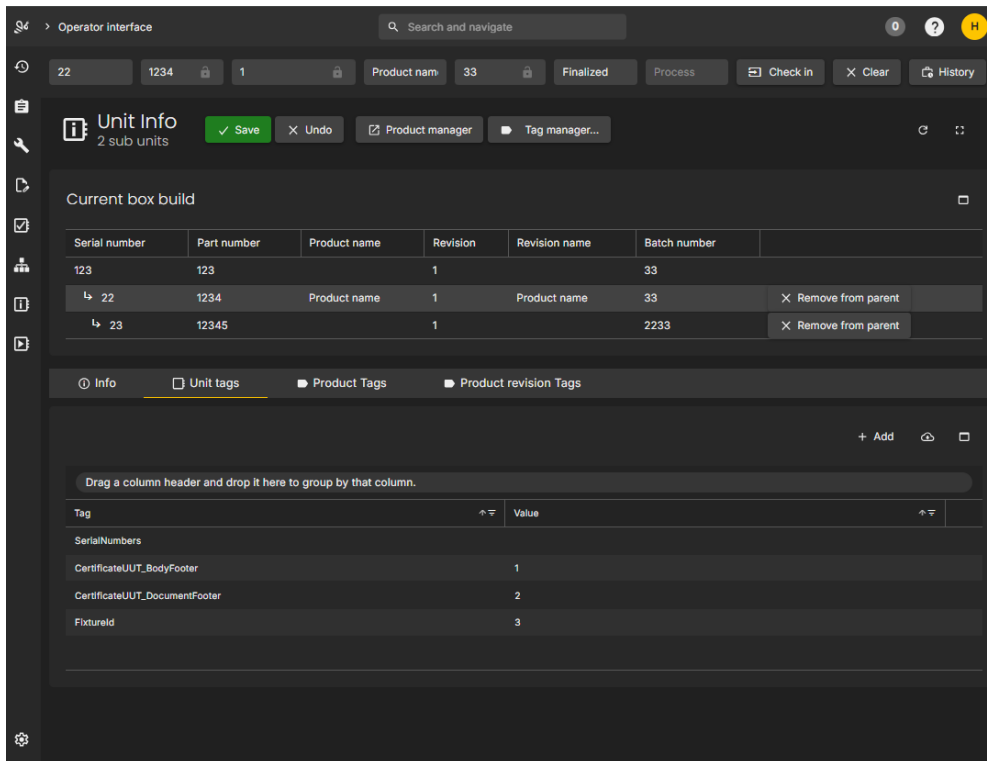 Operator interface
Search and navigate
0 ? H
22 1234 1 Product nam 33 Finalized Process Check in Clear History
Unit Info
2 sub units
Save Undo Product manager Tag manager...
Current box build
Serial number Part number Product name Revision Revision name Batch number
123 123 1 33
22 1234 Product name 1 Product name 33 Remove from parent
23 12345 1 2233 Remove from parent
Info Unit tags Product Tags Product revision Tags
+ Add
Drag a column header and drop it here to group by that column.
Tag Value
SerialNumbers
CertificateUUT_BodyFooter 1
CertificateUUT_DocumentFooter 2
FixtureId 3